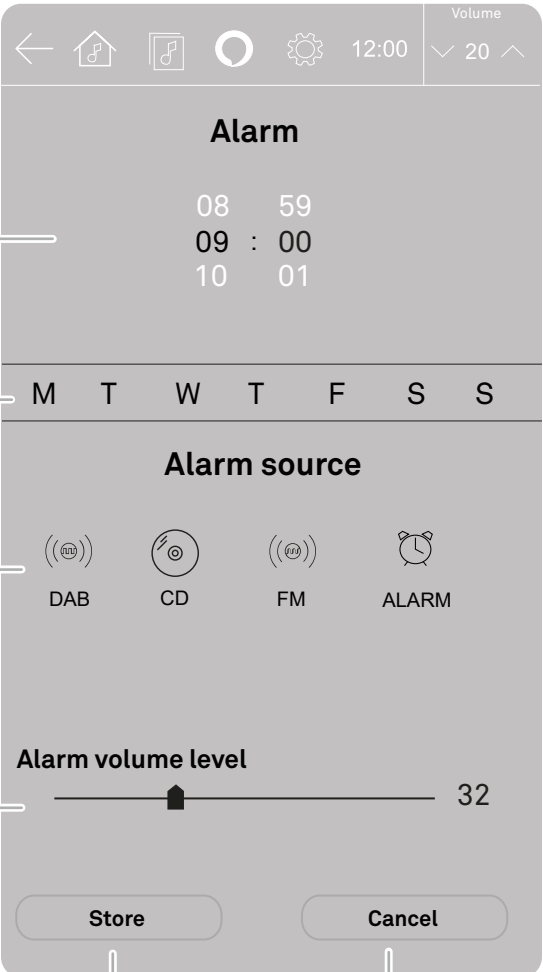 Volume
12:00 20
Alarm
08 59
09 : 00
10 01
M T W T F S S
Alarm source
DAB CD FM ALARM
Alarm volume level
32
Store Cancel